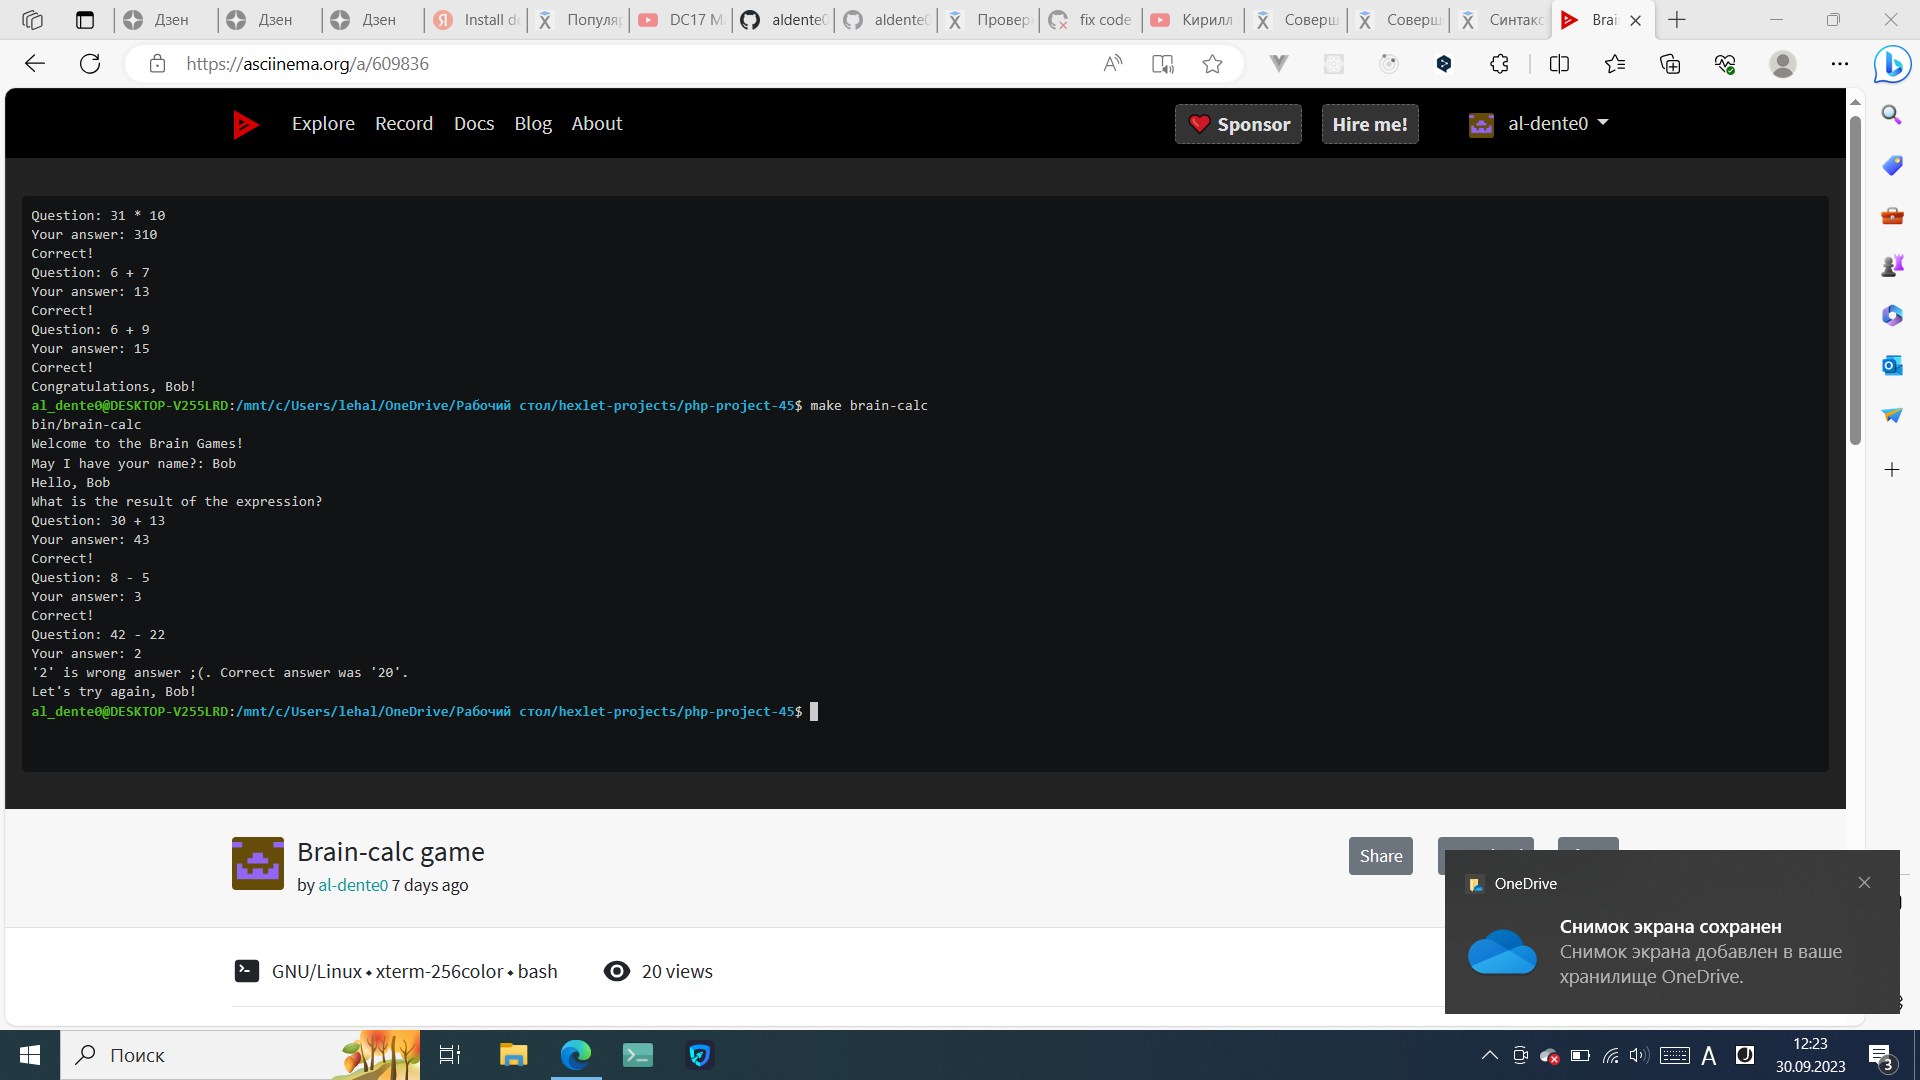 Дзен
Дзен
Дзен
Install de
Популя
DC17 M
aldente0
aldente0
Провер
fix code
Кирилл
Соверш
Соверш
Синтакс
Brai
https://asciinema.org/a/609836
Explore Record Docs Blog About
Sponsor
Hire me!
al-dente0
Question: 31 * 10
Your answer: 310
Correct!
Question: 6 + 7
Your answer: 13
Correct!
Question: 6 + 9
Your answer: 15
Correct!
Congratulations, Bob!
al_dente0@DESKTOP-V255LRD:/mnt/c/Users/lehal/OneDrive/Рабочий стол/hexlet-projects/php-project-45$ make brain-calc
bin/brain-calc
Welcome to the Brain Games!
May I have your name?: Bob
Hello, Bob
What is the result of the expression?
Question: 30 + 13
Your answer: 43
Correct!
Question: 8 - 5
Your answer: 3
Correct!
Question: 42 - 22
Your answer: 2
'2' is wrong answer ;(. Correct answer was '20'.
Let's try again, Bob!
al_dente0@DESKTOP-V255LRD:/mnt/c/Users/lehal/OneDrive/Рабочий стол/hexlet-projects/php-project-45$
Brain-calc game
by al-dente0 7 days ago
Share
GNU/Linux ⬩ xterm-256color ⬩ bash
20 views
OneDrive
Снимок экрана сохранен
Снимок экрана добавлен в ваше
хранилище OneDrive.
Поиск
12:23
30.09.2023
3